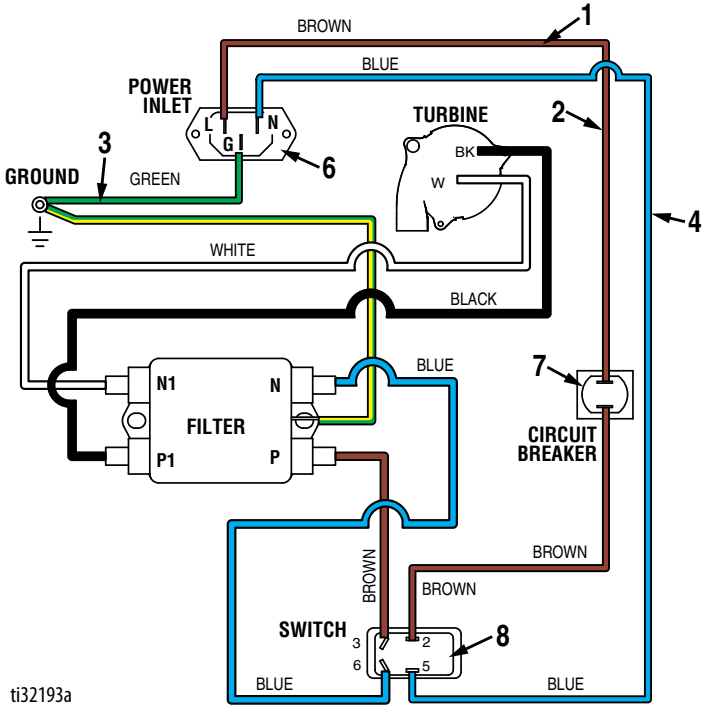 1
BROWN
BLUE
POWER
INLET
L
N
G
2
TURBINE
BK
3
6
GROUND
GREEN
W
4
WHITE
BLACK
BLUE
7
N1
N
FILTER
CIRCUIT
BREAKER
P1
P
BROWN
BROWN
BROWN
SWITCH
3
2
8
6
5
BLUE
BLUE
ti32193a